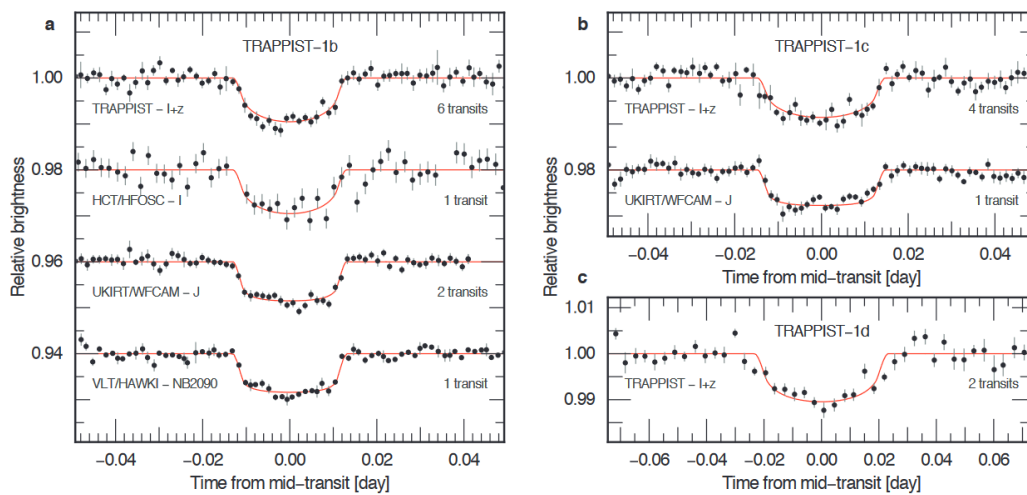 a
TRAPPIST−1b
1.00
TRAPPIST − I+z
6 transits
0.98
HCT/HFOSC − I
1 transit
0.96
UKIRT/WFCAM − J
2 transits
0.94
VLT/HAWKI − NB2090
1 transit
Relative brightness
−0.04 −0.02 0.00 0.02 0.04
Time from mid−transit [day]
b
TRAPPIST−1c
1.00
TRAPPIST − I+z
4 transits
0.98
UKIRT/WFCAM − J
1 transit
Relative brightness
−0.04 −0.02 0.00 0.02 0.04
Time from mid−transit [day]
c
1.01
TRAPPIST−1d
1.00
TRAPPIST − I+z
2 transits
0.99
−0.06 −0.04 −0.02 0.00 0.02 0.04 0.06
Time from mid−transit [day]